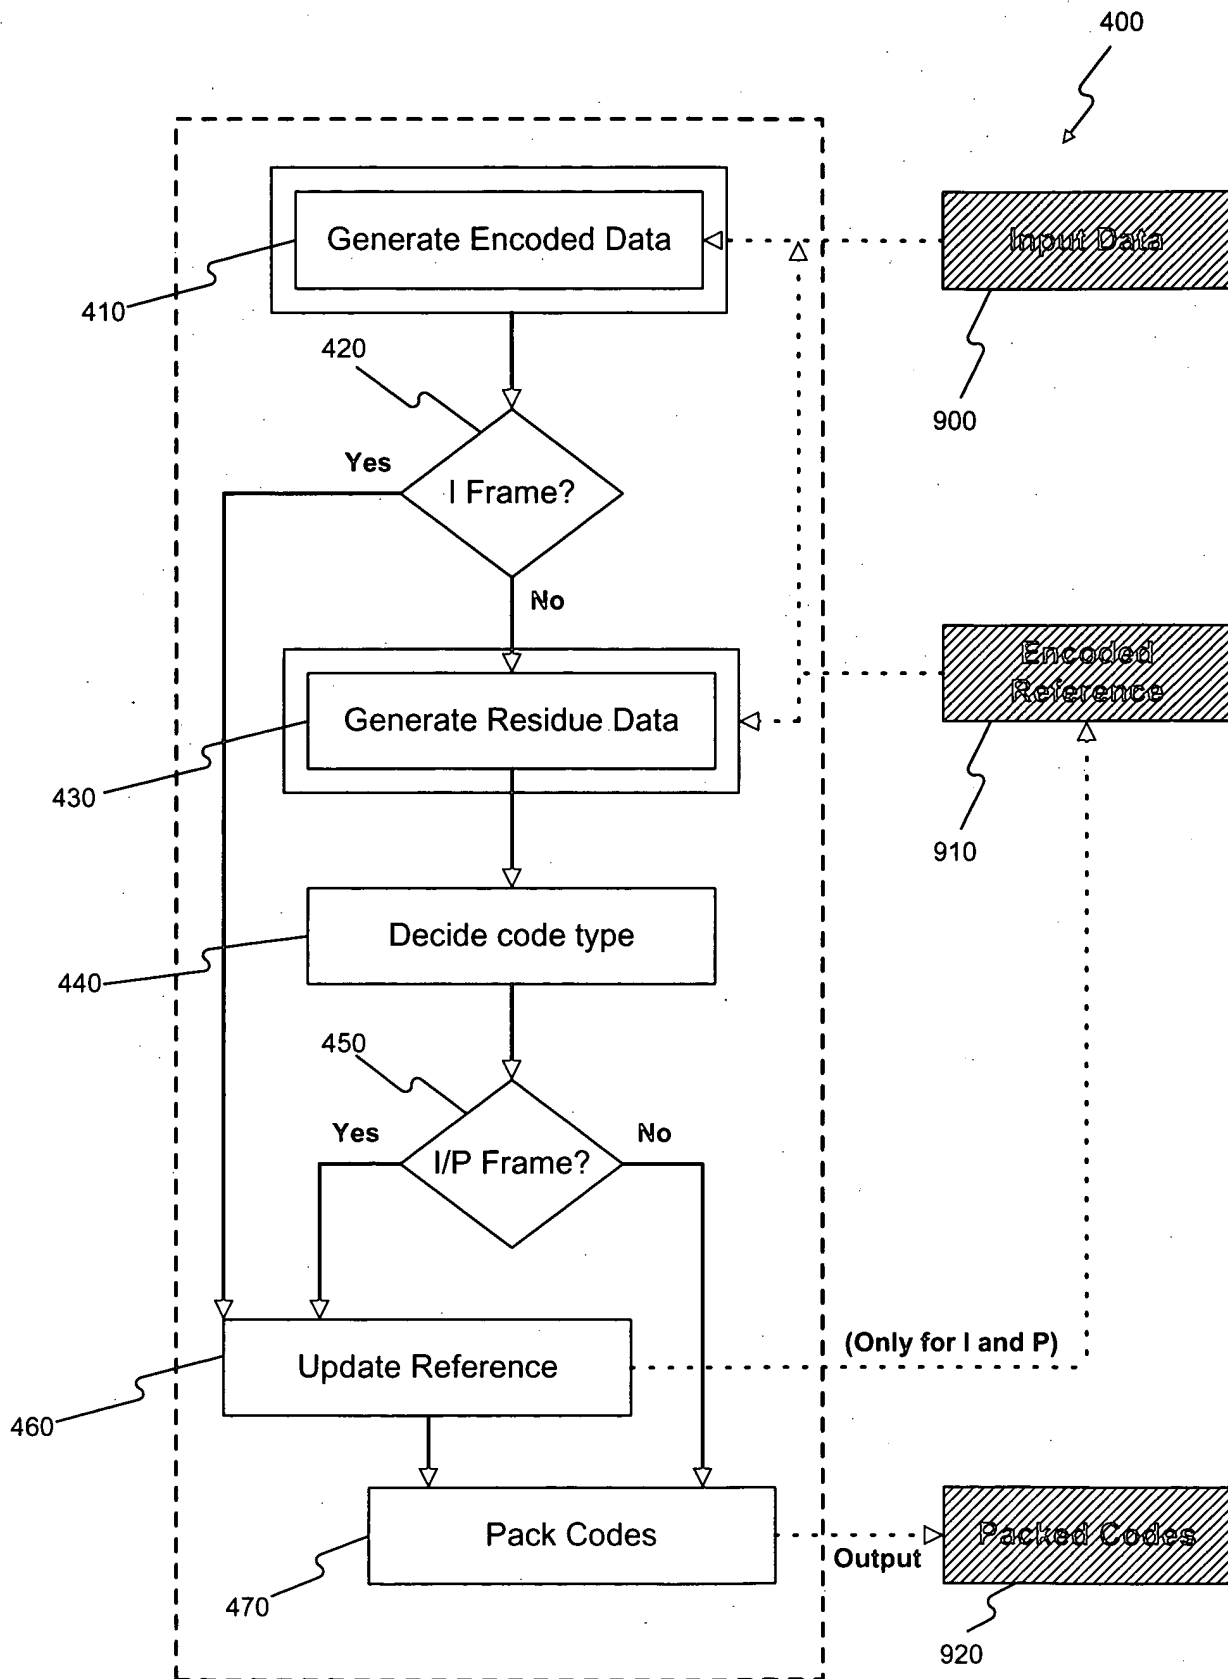 400
Generate Encoded Data
Input Data
410
420
900
Yes
I Frame?
No
Encoded
Reference
Generate Residue Data
430
910
Decide code type
440
450
Yes
No
I/P Frame?
(Only for I and P)
Update Reference
460
Pack Codes
Packed Codes
Output
470
920